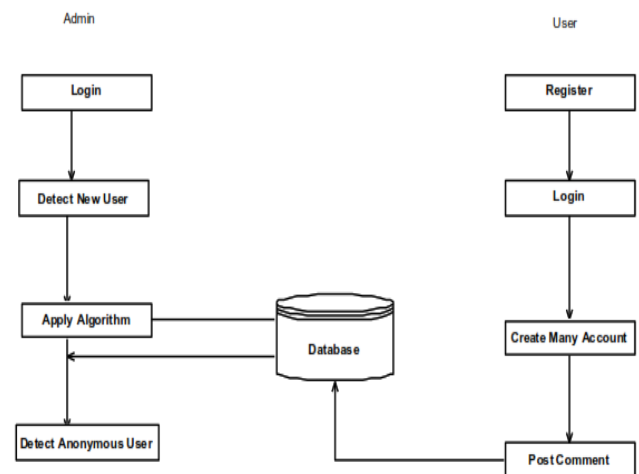 Admin
User
Login
Register
Detect New User
Login
Apply Algorithm
Database
Create Many Account
Detect Anonymous User
Post Comment